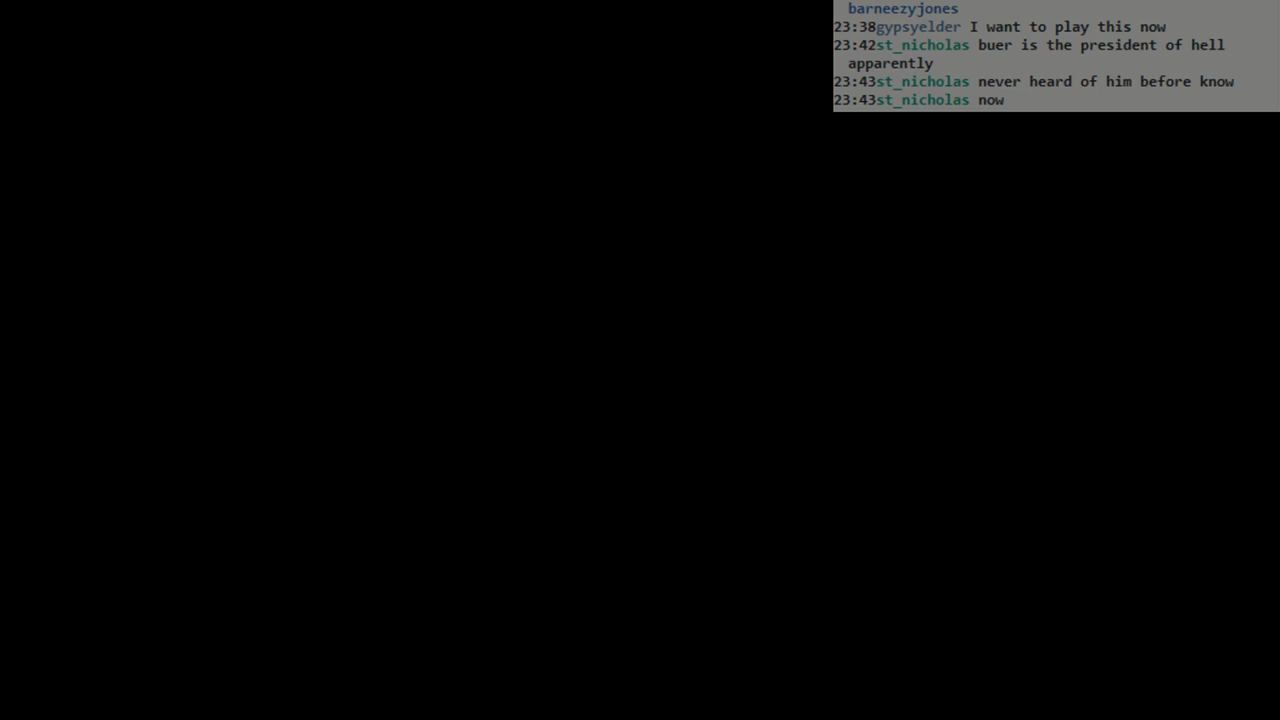 barneezyjones
23:38gypsyelder I want to play this now
23:42st_nicholas buer is the president of hell
apparently
23:43st_nicholas never heard of him before know
23:43st_nicholas now